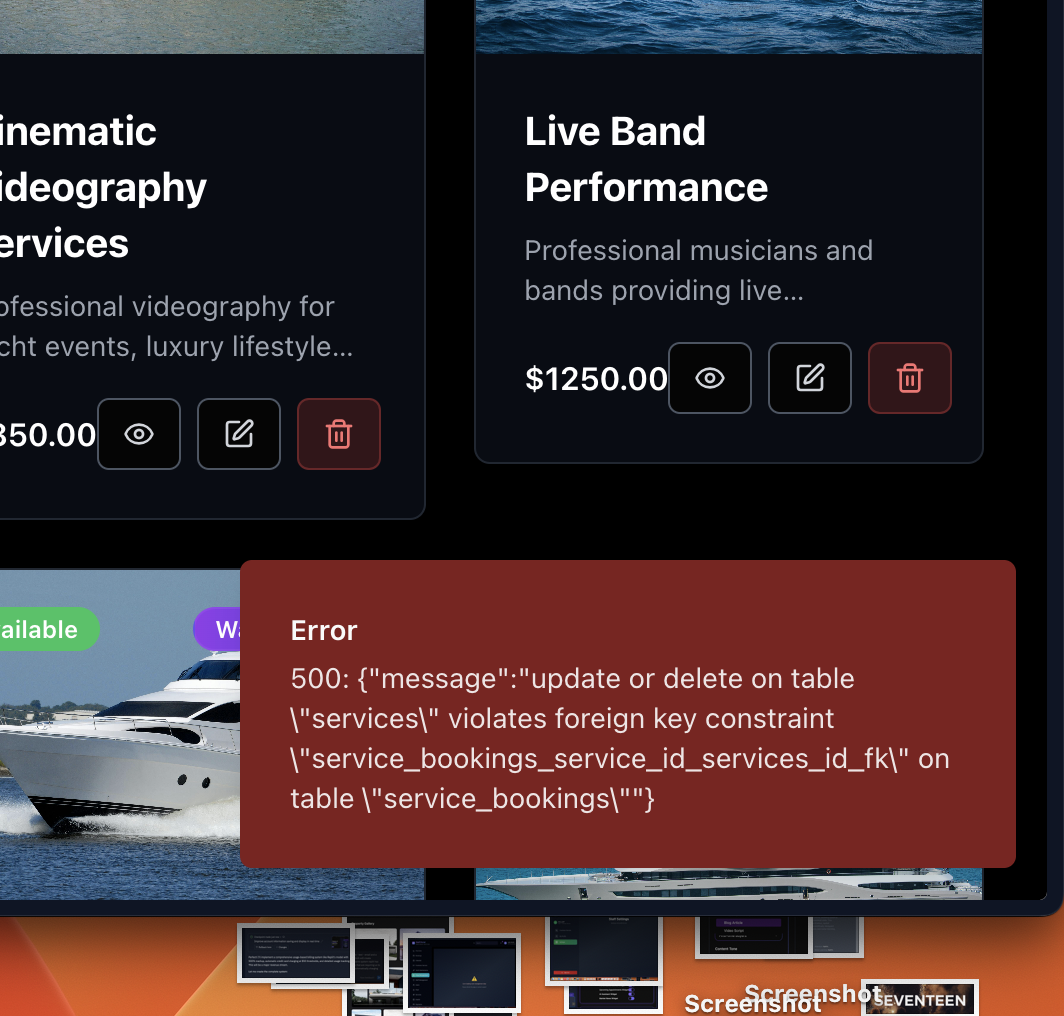 inematic
ideography
ervices
ofessional videography for
cht events, luxury lifestyle...
350.00
Live Band
Performance
Professional musicians and
bands providing live...
$1250.00
ailable
Wa
Error
500: {"message":"update or delete on table
\"services\" violates foreign key constraint
\"service_bookings_service_id_services_id_fk\" on
table \"service_bookings\""}
Screenshot
Screenshot
SEVENTEEN